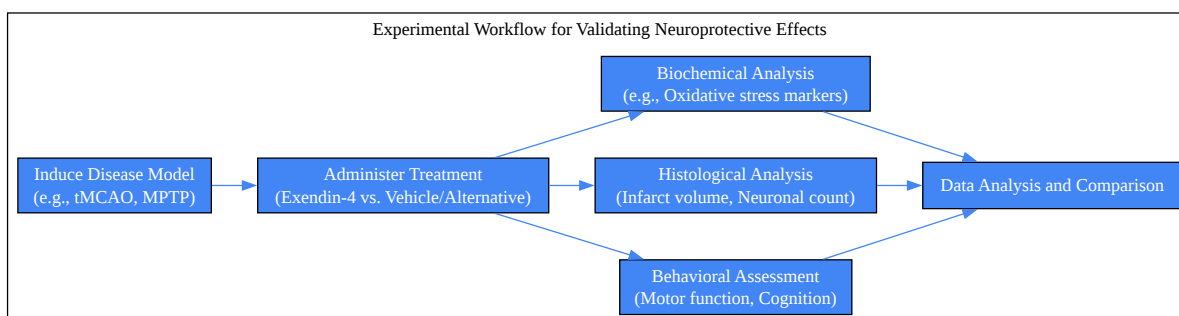 Experimental Workflow for Validating Neuroprotective Effects
Induce Disease Model
(e.g., tMCAO, MPTP)
Administer Treatment
(Exendin-4 vs. Vehicle/Alternative)
Biochemical Analysis
(e.g., Oxidative stress markers)
Histological Analysis
(Infarct volume, Neuronal count)
Behavioral Assessment
(Motor function, Cognition)
Data Analysis and Comparison